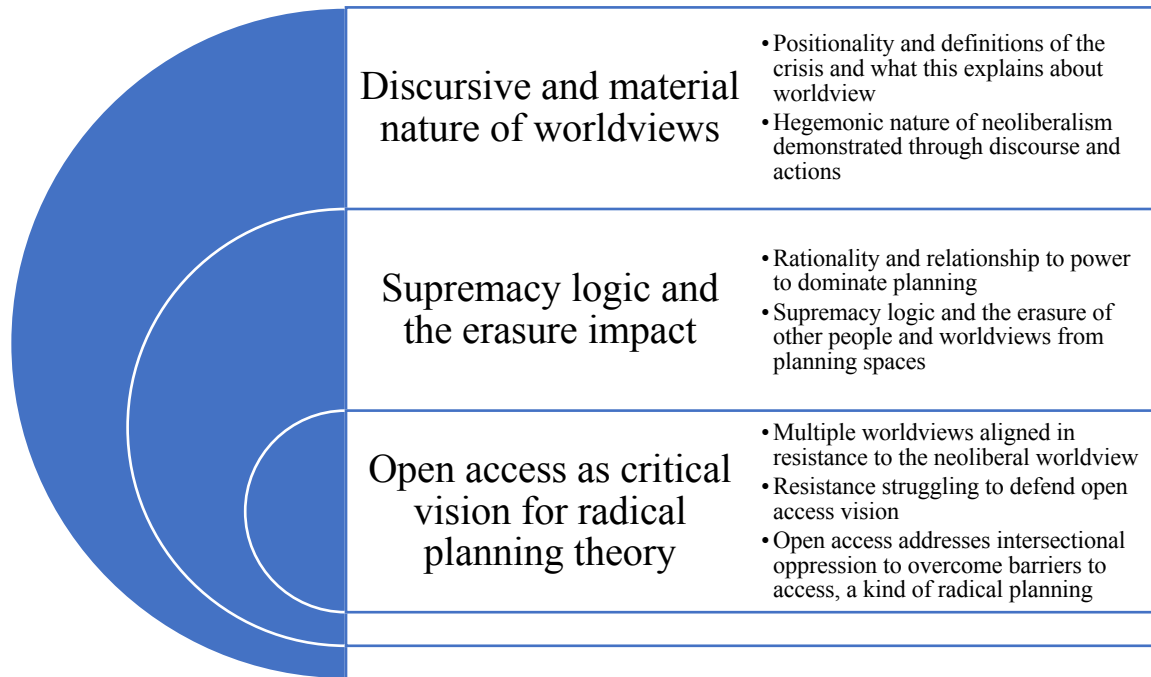 Discursive and material
nature of worldviews
• Positionality and definitions of the
crisis and what this explains about
worldview
• Hegemonic nature of neoliberalism
demonstrated through discourse and
actions
Supremacy logic and
the erasure impact
• Rationality and relationship to power
to dominate planning
• Supremacy logic and the erasure of
other people and worldviews from
planning spaces
Open access as critical
vision for radical
planning theory
• Multiple worldviews aligned in
resistance to the neoliberal worldview
• Resistance struggling to defend open
access vision
• Open access addresses intersectional
oppression to overcome barriers to
access, a kind of radical planning